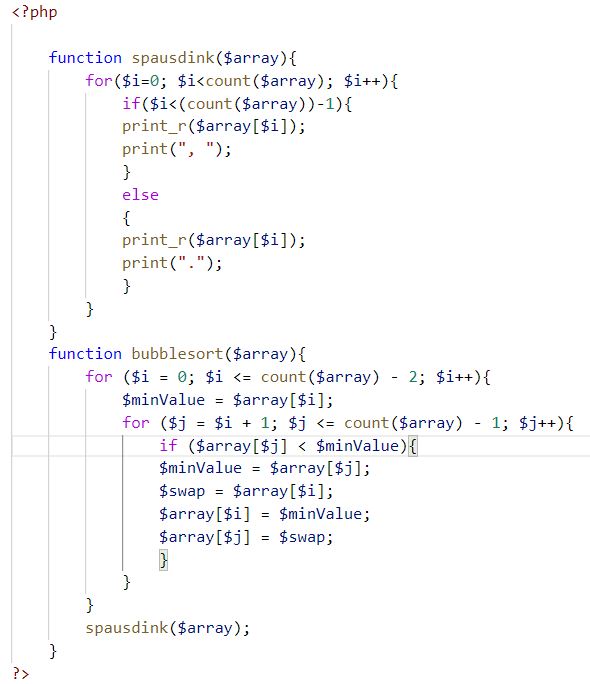 <?php
function spausdink($array){
for($i=0; $i<count($array); $i++){
if($i<(count($array))-1){
print_r($array[$i]);
print(", ");
}
else
{
print_r($array[$i]);
print(".");
}
}
}
function bubblesort($array){
for ($i = 0; $i <= count($array) - 2; $i++){
$minValue = $array[$i];
for ($j = $i + 1; $j <= count($array) - 1; $j++){
if ($array[$j] < $minValue){
$minValue = $array[$j];
$swap = $array[$i];
$array[$i] = $minValue;
$array[$j] = $swap;
}
}
}
spausdink($array);
}
?>